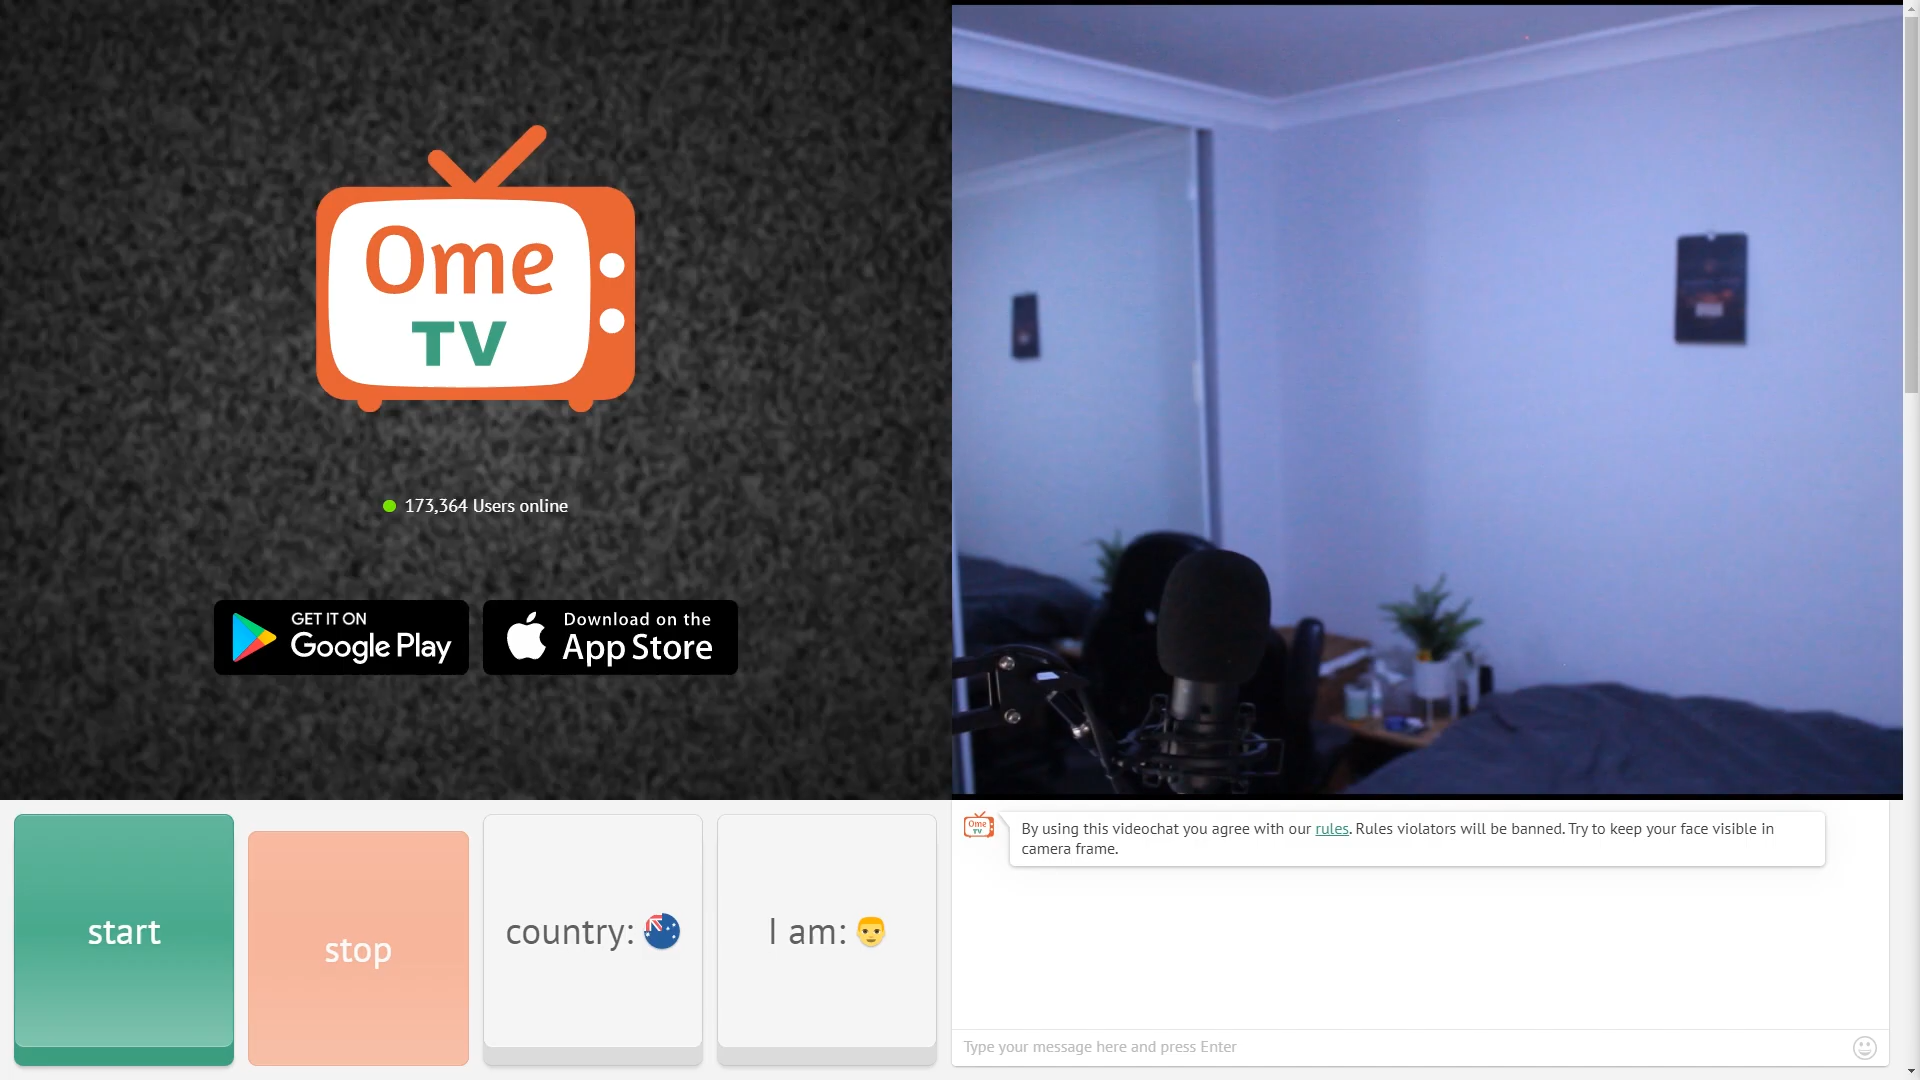 Ome
TV
173,364 Users online
GET IT ON
Google Play
Download on the
App Store
start
stop
country:
I am:
Ome
TV
By using this videochat you agree with our rules. Rules violators will be banned. Try to keep your face visible in
camera frame.
Type your message here and press Enter